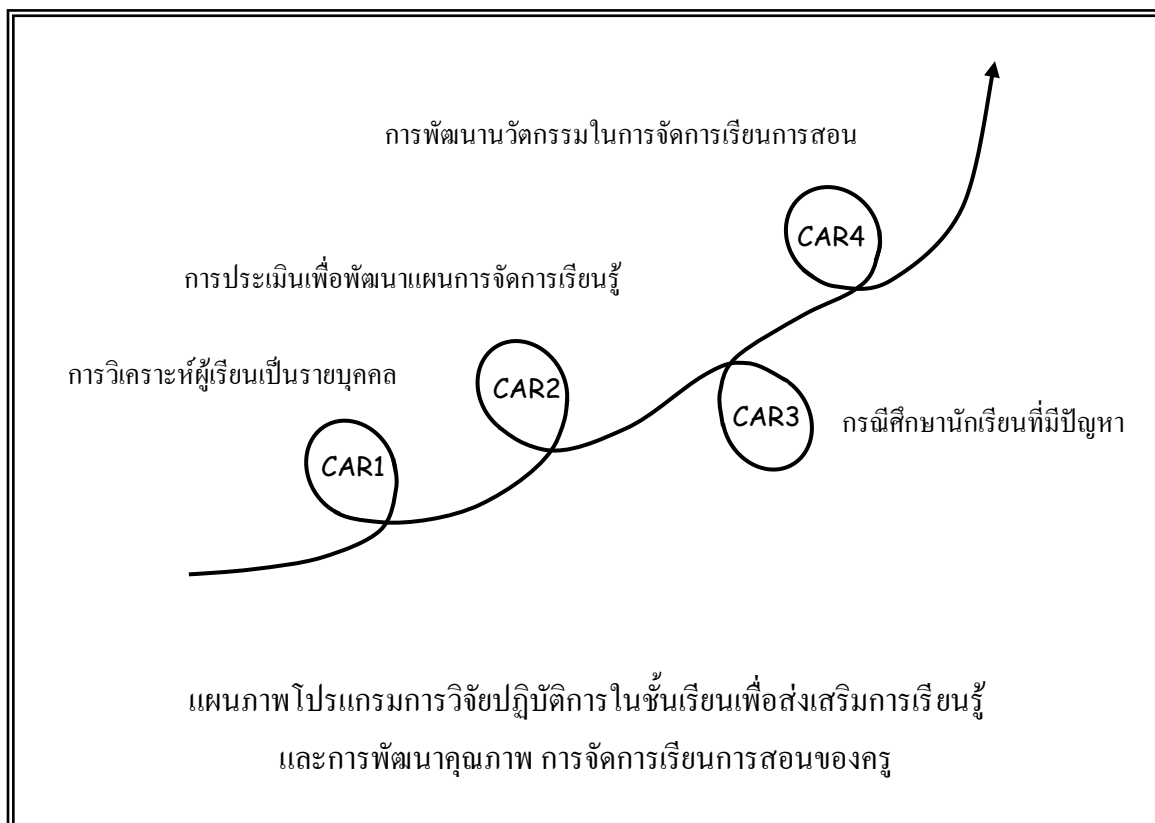 การพัฒนานวัตกรรมในการจัดการเรียนการสอน
CAR4
การประเมินเพื่อพัฒนาแผนการจัดการเรียนรู้
การวิเคราะห์ผู้เรียนเป็นรายบุคคล
CAR2
CAR3
กรณีศึกษานักเรียนที่มีปัญหา
CAR1
แผนภาพโปรแกรมการวิจัยปฏิบัติการในชั้นเรียนเพื่อส่งเสริมการเรียนรู้
และการพัฒนาคุณภาพ การจัดการเรียนการสอนของครู